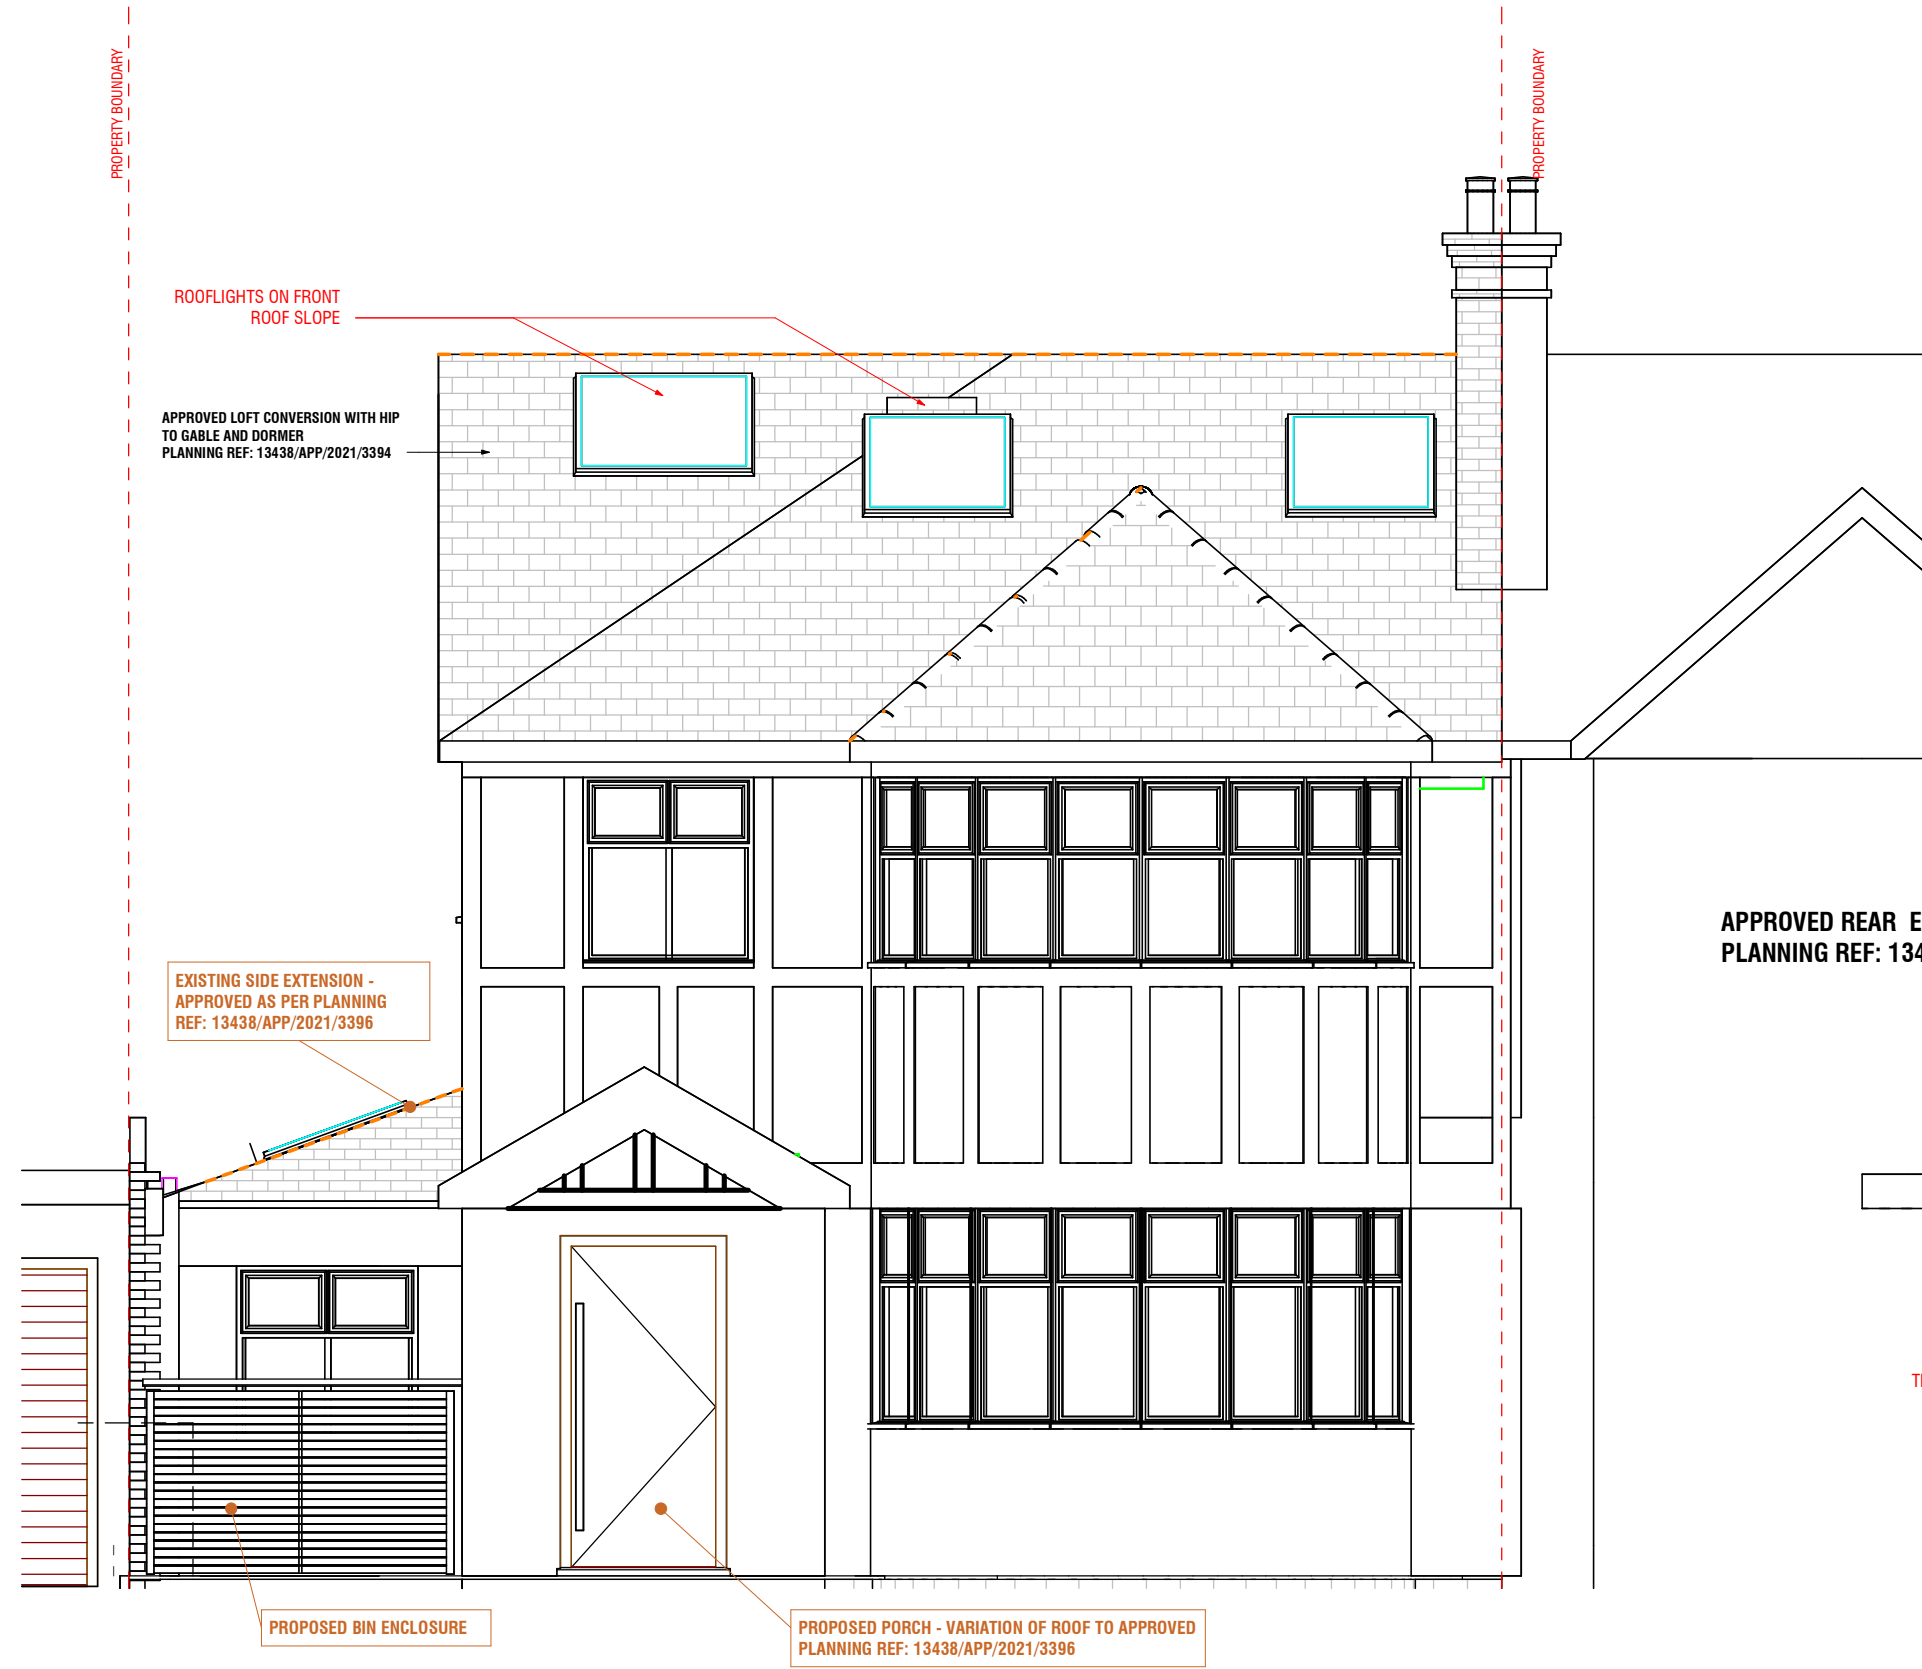 PROPERTY BOUNDARY
PROPERTY BOUNDARY
ROOFLIGHTS ON FRONT
ROOF SLOPE
APPROVED LOFT CONVERSION WITH HIP
TO GABLE AND DORMER
PLANNING REF: 13438/APP/2021/3394
APPROVED REAR E
PLANNING REF: 134
EXISTING SIDE EXTENSION -
APPROVED AS PER PLANNING
REF: 13438/APP/2021/3396
PROPOSED BIN ENCLOSURE
PROPOSED PORCH - VARIATION OF ROOF TO APPROVED
PLANNING REF: 13438/APP/2021/3396